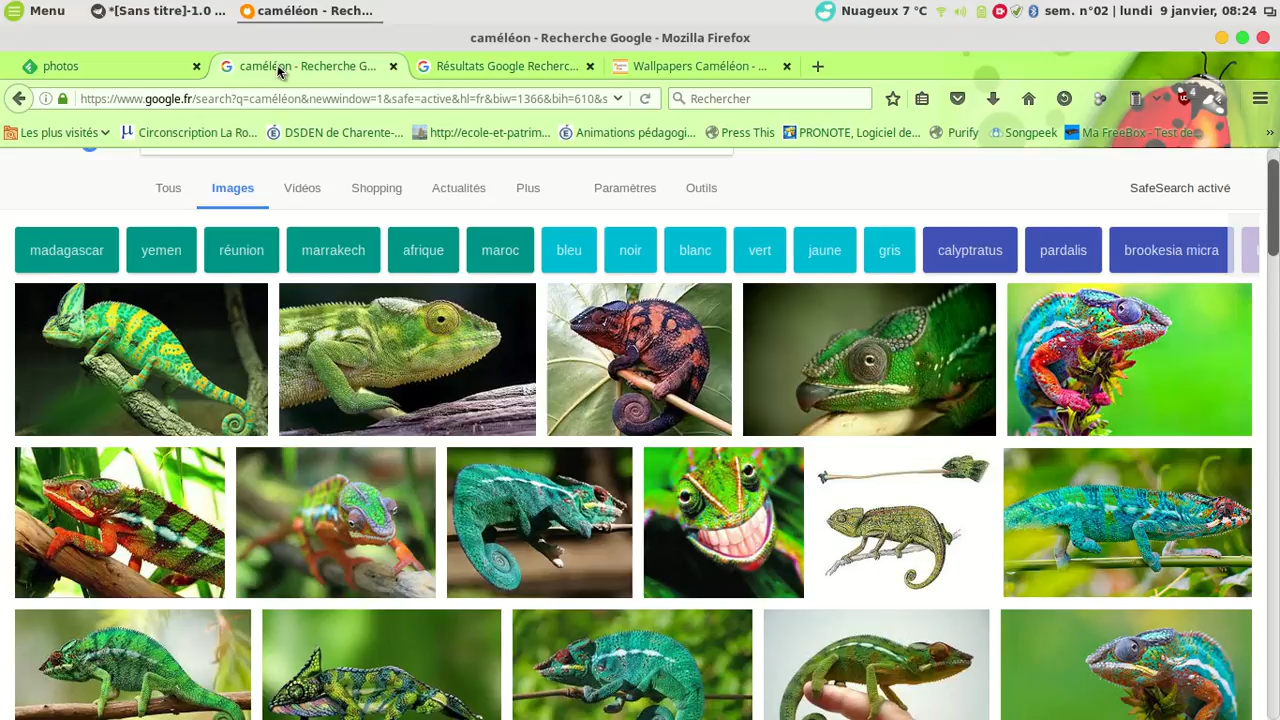 Menu *[Sans titre]-1.0 ... caméléon - Rech... Nuageux 7 °C sem. n°02 | lundi 9 janvier, 08:24
caméléon - Recherche Google - Mozilla Firefox
photos caméléon - Recherche G... Résultats Google Recherc... Wallpapers Caméléon - ...
https://www.google.fr/search?q=caméléon&newwindow=1&safe=active&hl=fr&biw=1366&bih=610&s Rechercher 4
Les plus visités Circonscription La Ro... DSDEN de Charente-... http://ecole-et-patrim... Animations pédagogi... Press This PRONOTE, Logiciel de... Purify Songpeek Ma FreeBox - Test de... »
Tous Images Vidéos Shopping Actualités Plus Paramètres Outils SafeSearch activé
madagascar yemen réunion marrakech afrique maroc bleu noir blanc vert jaune gris calyptratus pardalis brookesia micra